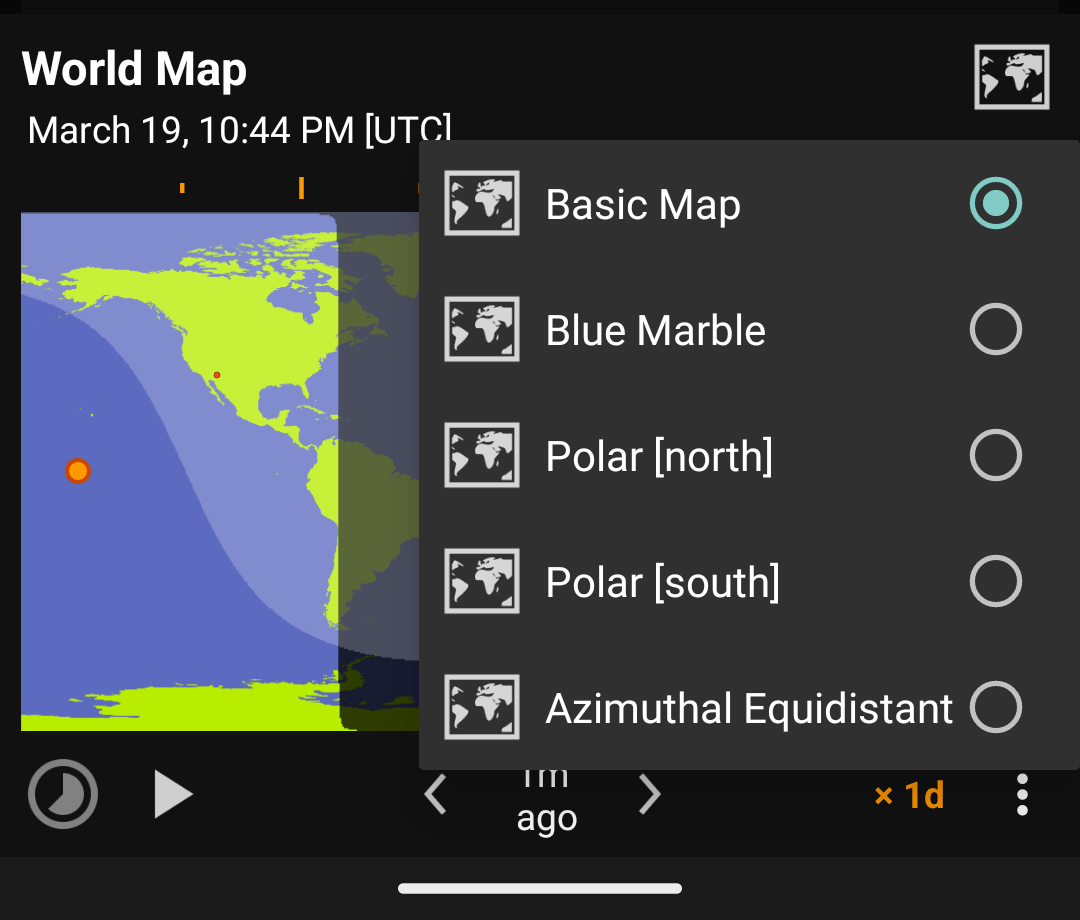 World Map
March 19, 10:44 PM [UTC]
Basic Map
Blue Marble
Polar [north]
Polar [south]
Azimuthal Equidistant
1m
ago
× 1d